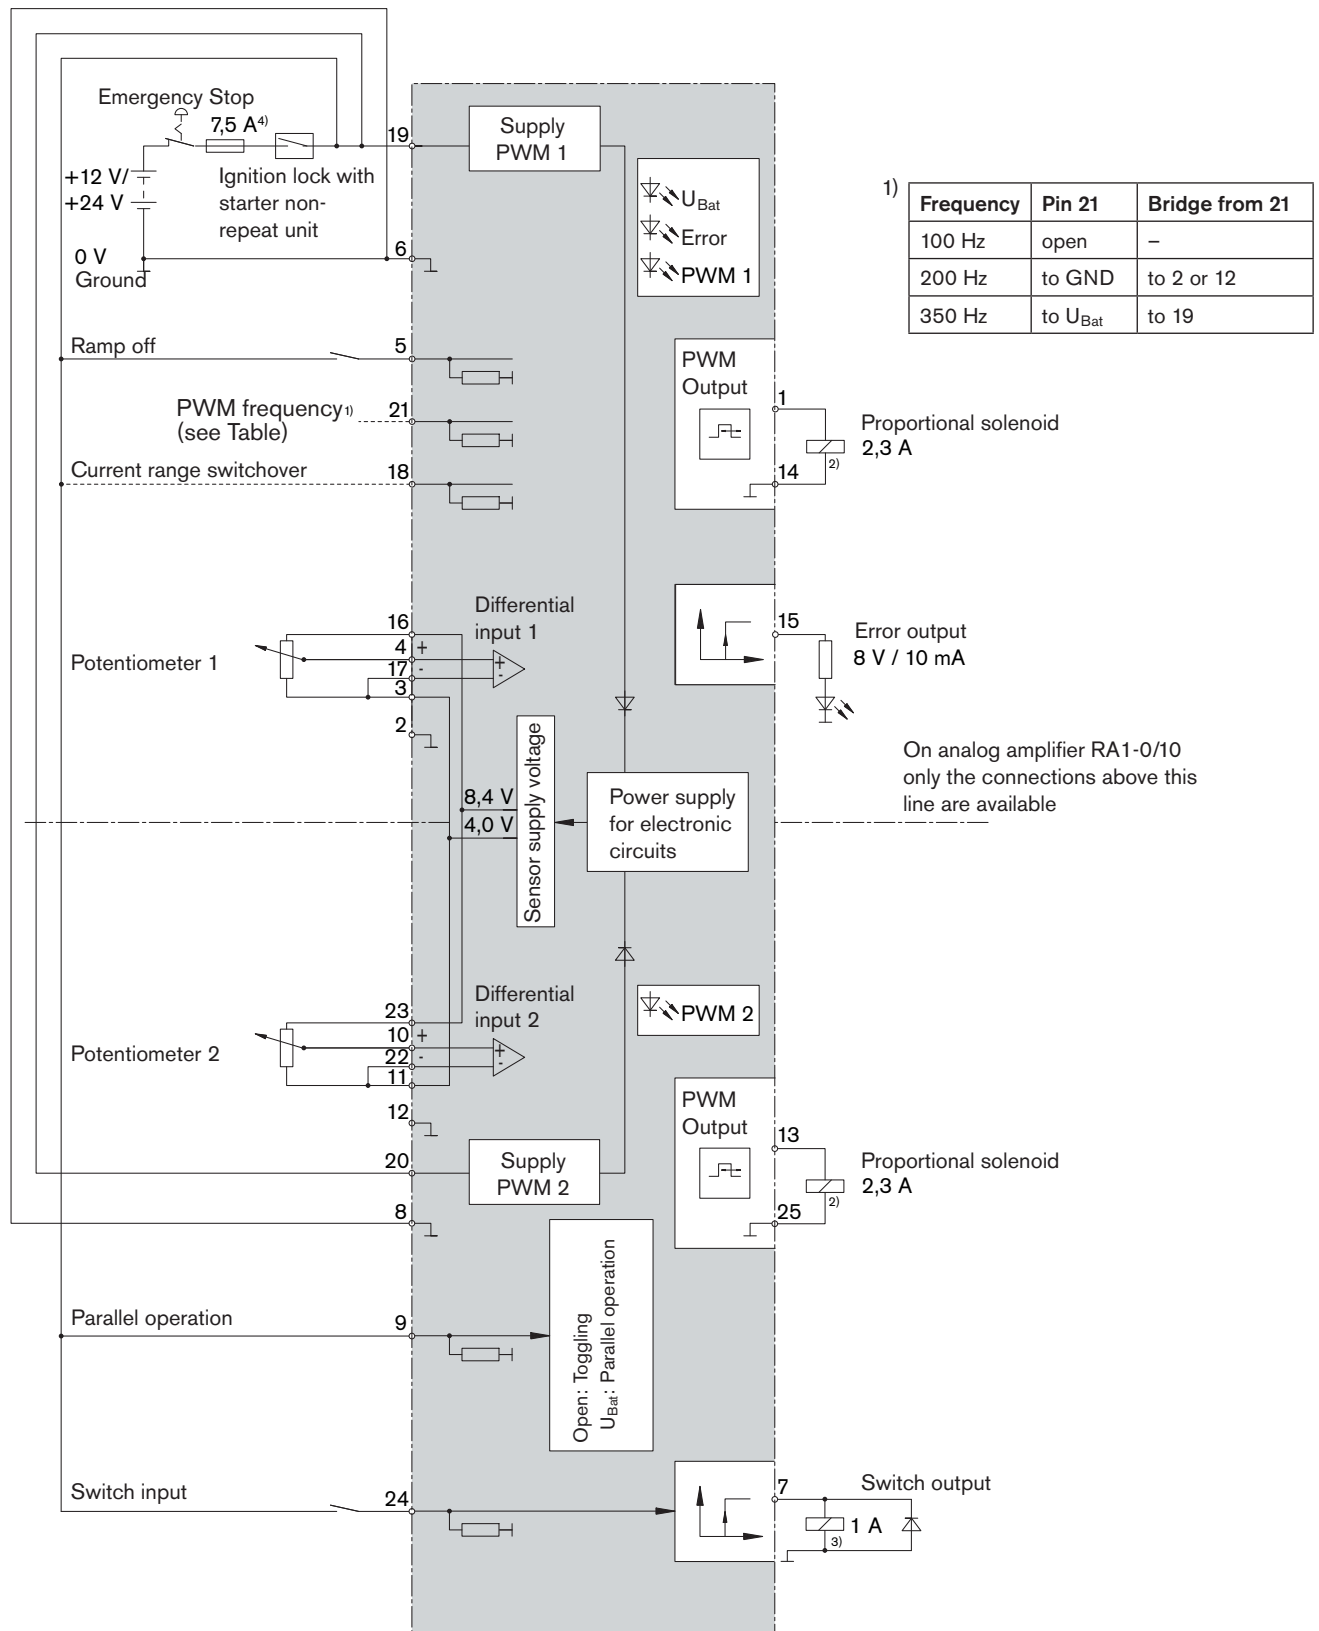 Emergency Stop
7,5 A4)
+12 V/
+24 V
Ignition lock with
starter non-
repeat unit
0 V
Ground
19
6
Supply
PWM 1
UBat
Error
PWM 1
1)
Frequency Pin 21 Bridge from 21
100 Hz open –
200 Hz to GND to 2 or 12
350 Hz to UBat to 19
Ramp off
5
PWM frequency1)
(see Table)
21
Current range switchover
18
PWM
Output
1
14
Proportional solenoid
2,3 A
2)
Potentiometer 1
16
4
17
3
2
+
-
Differential
input 1
+
-
15
Error output
8 V / 10 mA
On analog amplifier RA1-0/10
only the connections above this
line are available
8,4 V
4,0 V
Sensor supply voltage
Power supply
for electronic
circuits
Potentiometer 2
23
10
22
11
12
+
-
Differential
input 2
+
-
PWM 2
PWM
Output
13
25
Proportional solenoid
2,3 A
2)
20
Supply
PWM 2
8
Parallel operation
9
Open: Toggling
UBat: Parallel operation
Switch input
24
7
Switch output
1 A
3)